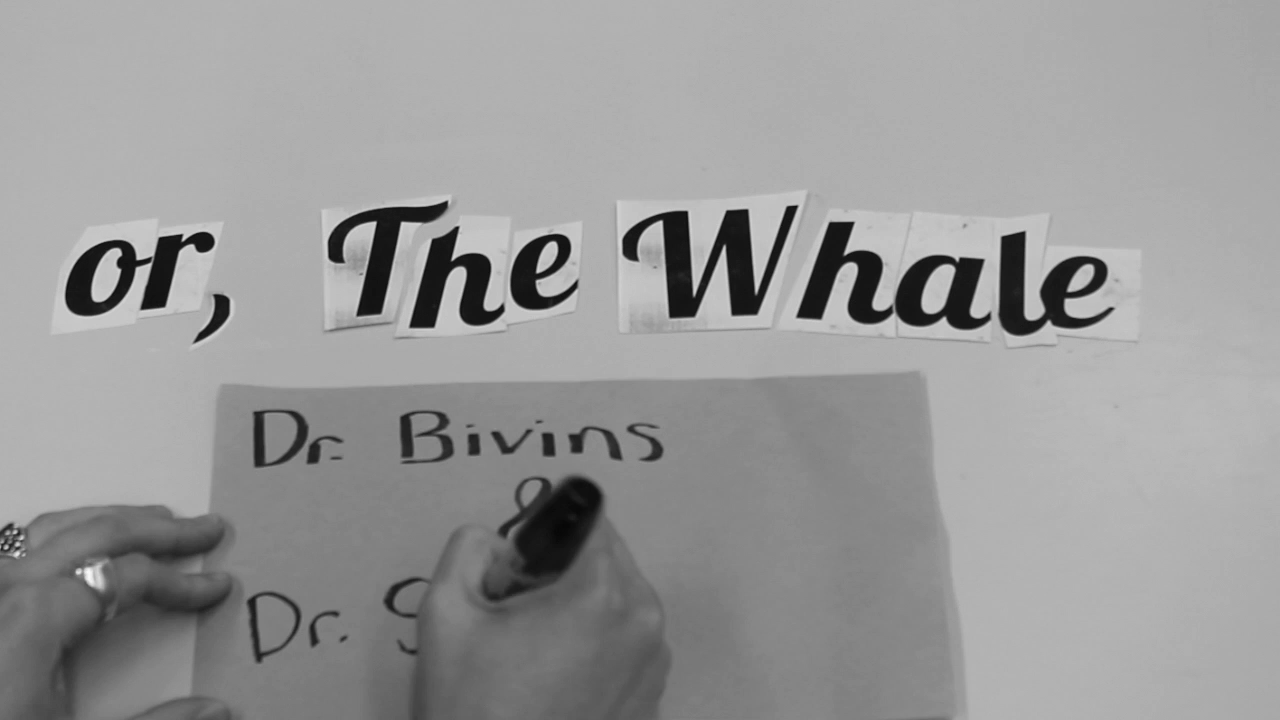 or, The Whale
Dr. Bivins
&
Dr.